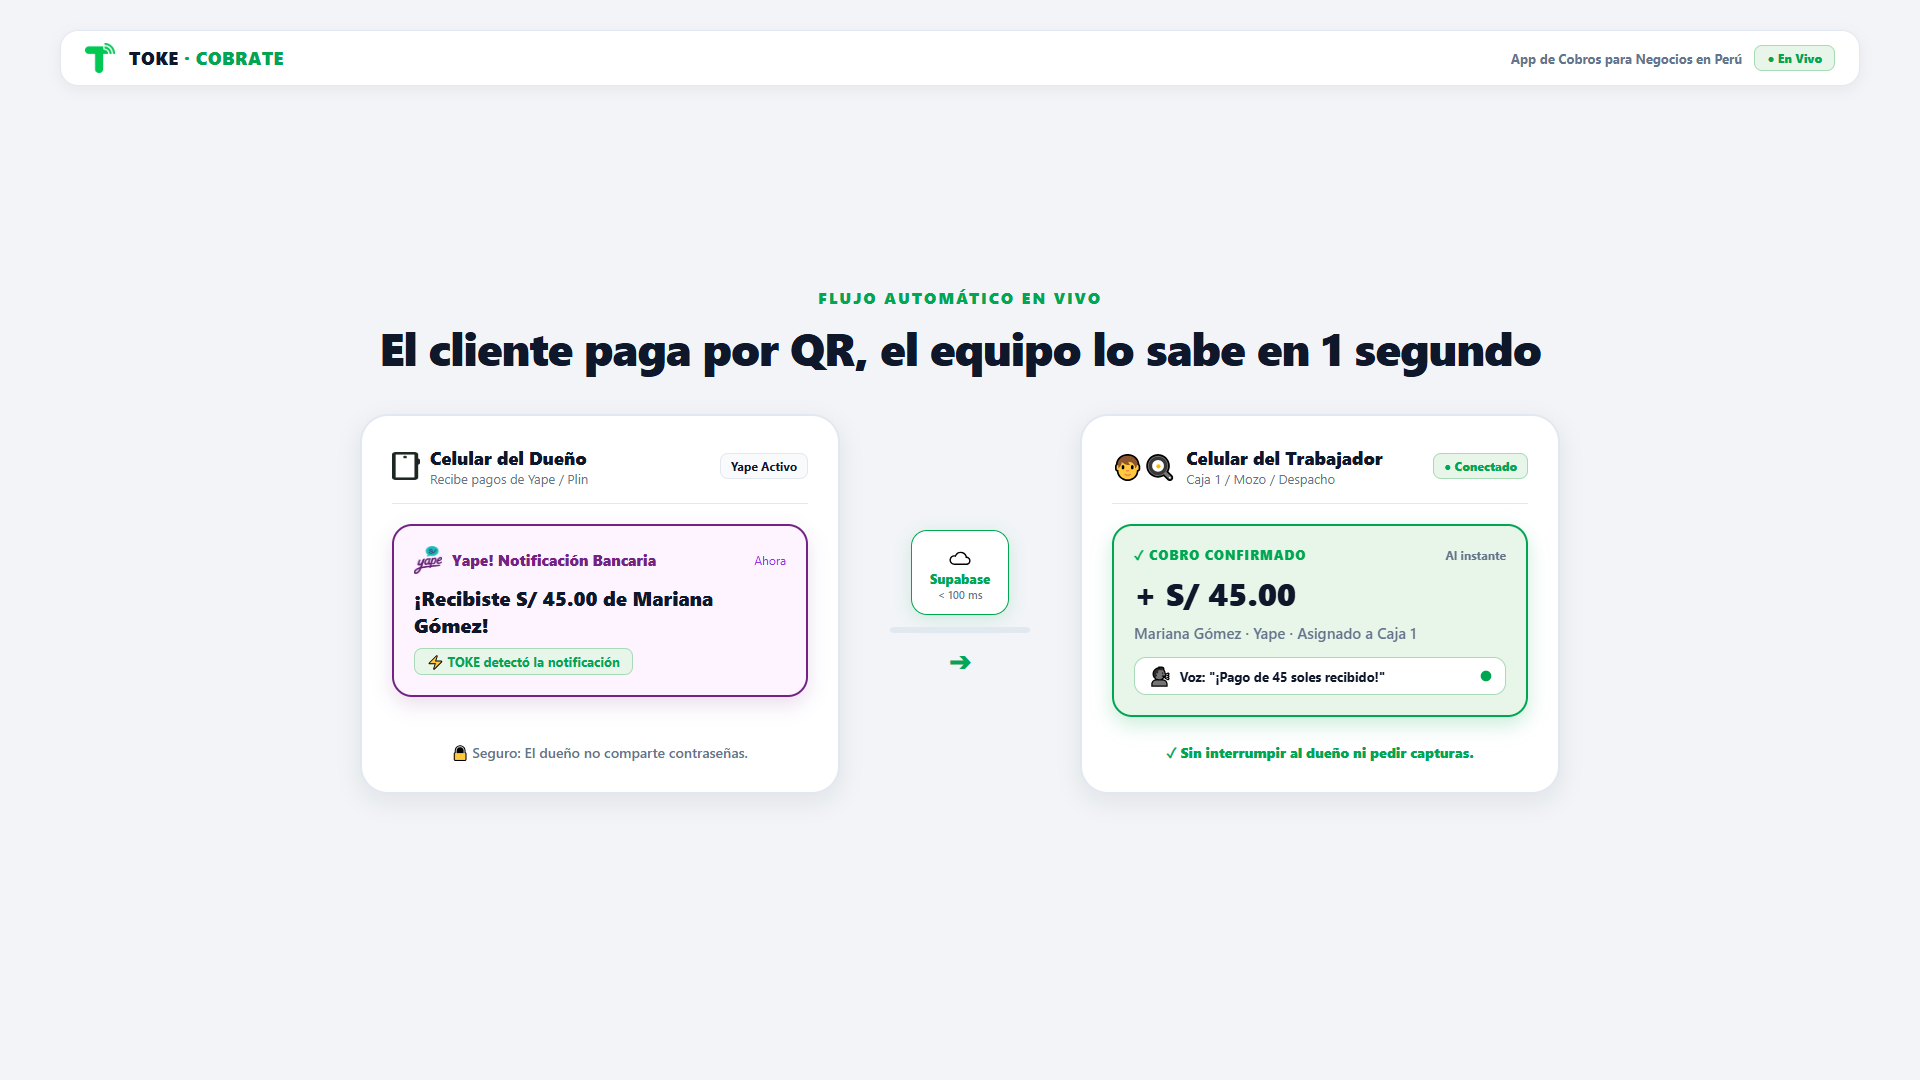 TOKE · COBRATE
App de Cobros para Negocios en Perú
● En Vivo
FLUJO AUTOMÁTICO EN VIVO
El cliente paga por QR, el equipo lo sabe en 1 segundo
Celular del Dueño
Recibe pagos de Yape / Plin
Yape Activo
S/
yape
Yape! Notificación Bancaria
Ahora
¡Recibiste S/ 45.00 de Mariana
Gómez!
⚡ TOKE detectó la notificación
🔒 Seguro: El dueño no comparte contraseñas.
Supabase
< 100 ms
➔
Celular del Trabajador
Caja 1 / Mozo / Despacho
● Conectado
✓ COBRO CONFIRMADO
Al instante
+ S/ 45.00
Mariana Gómez · Yape · Asignado a Caja 1
Voz: "¡Pago de 45 soles recibido!"
✓ Sin interrumpir al dueño ni pedir capturas.